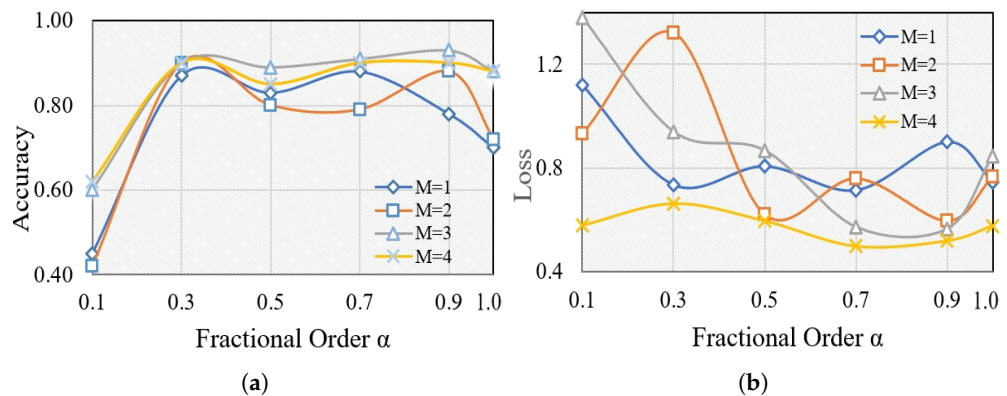 (a)
Accuracy
1.00
0.80
0.60
0.40
M=1
M=2
M=3
M=4
0.1 0.3 0.5 0.7 0.9 1.0
Fractional Order α
(b)
Loss
1.2
0.8
0.4
M=1
M=2
M=3
M=4
0.1 0.3 0.5 0.7 0.9 1.0
Fractional Order α